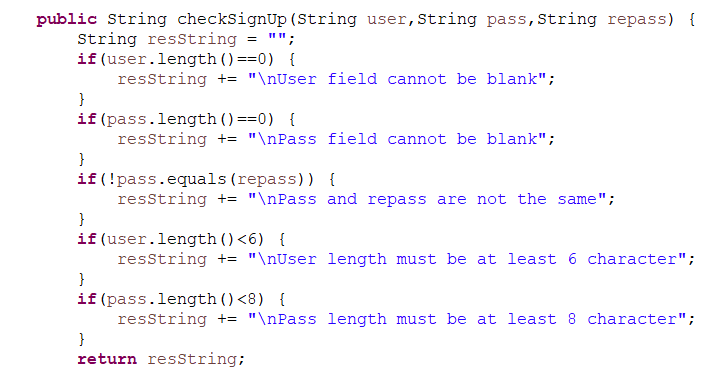 public String checkSignUp(String user,String pass,String repass) {
    String resString = "";
    if(user.length()==0) {
        resString += "\nUser field cannot be blank";
    }
    if(pass.length()==0) {
        resString += "\nPass field cannot be blank";
    }
    if(!pass.equals(repass)) {
        resString += "\nPass and repass are not the same";
    }
    if(user.length()<6) {
        resString += "\nUser length must be at least 6 character";
    }
    if(pass.length()<8) {
        resString += "\nPass length must be at least 8 character";
    }
    return resString;